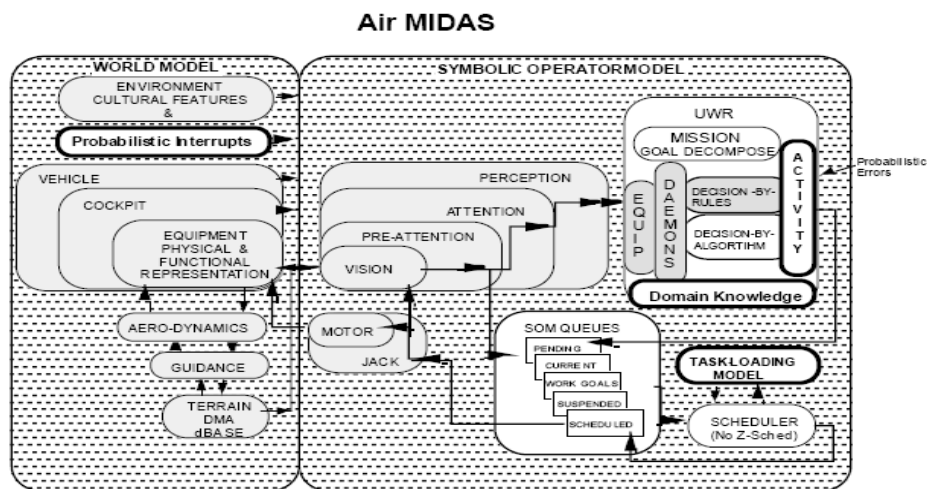 Air MIDAS
WORLD MODEL
SYMBOLIC OPERATORMODEL
ENVIRONMENT
CULTURAL FEATURES
&
Probabilistic Interrupts
VEHICLE
COCKPIT
EQUIPMENT
PHYSICAL &
FUNCTIONAL
REPRESENTATION
AERO-DYNAMICS
GUIDANCE
TERRAIN
DMA
dBASE
PERCEPTION
ATTENTION
PRE-ATTENTION
VISION
MOTOR
JACK
UWR
MISSION
GOAL DECOMPOSE
EQUIP
DAEMONS
DECISION -BY-
RULES
DECISION-BY-
ALGORTIHM
ACTIVITY
Domain Knowledge
Probabilistic
Errors
SOM QUEUES
PENDING
CURRENT
WORK GOALS
SUSPENDED
SCHEDULED
TASK-LOADING
MODEL
SCHEDULER
(No Z-Sched)